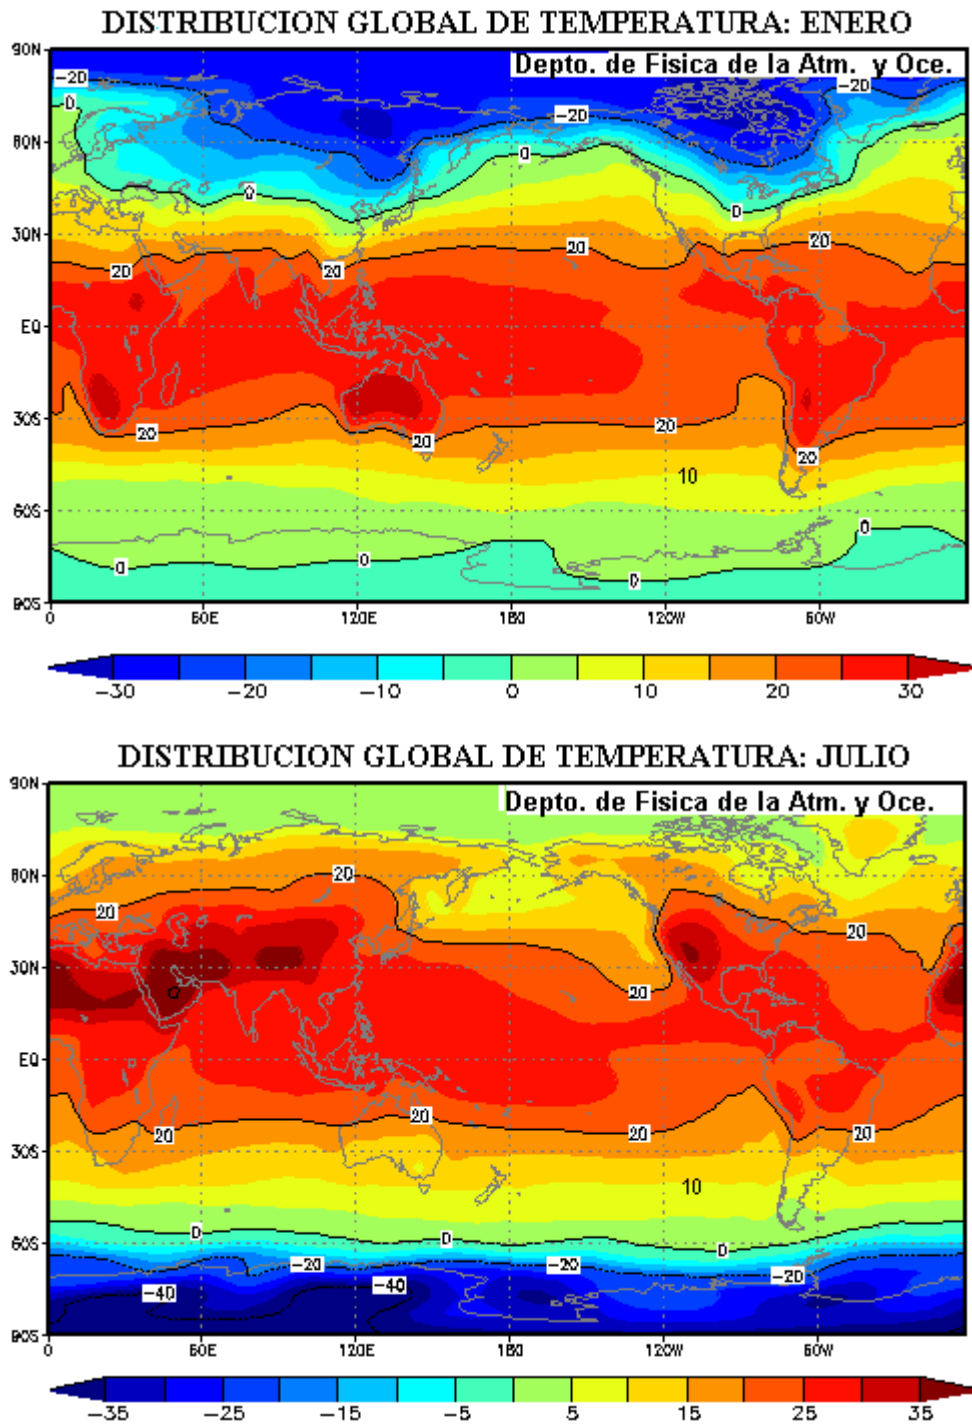 DISTRIBUCION GLOBAL DE TEMPERATURA: ENERO
Depto. de Fisica de la Atm. y Oce.
90N
-20
-20
0
-20
60N
0
0
0
30N
20
20
20
20
EQ
30S
20
20
20
20
10
60S
0
0
0
90S
0 60E 120E 180 120W 60W
-30 -20 -10 0 10 20 30
DISTRIBUCION GLOBAL DE TEMPERATURA: JULIO
Depto. de Fisica de la Atm. y Oce.
90N
60N
20
20
20
30N
20
EQ
20
30S
20
20
20
10
0
0
0
60S
-20
-20
-20
-40
-40
90S
0 60E 120E 180 120W 60W
-35 -25 -15 -5 5 15 25 35